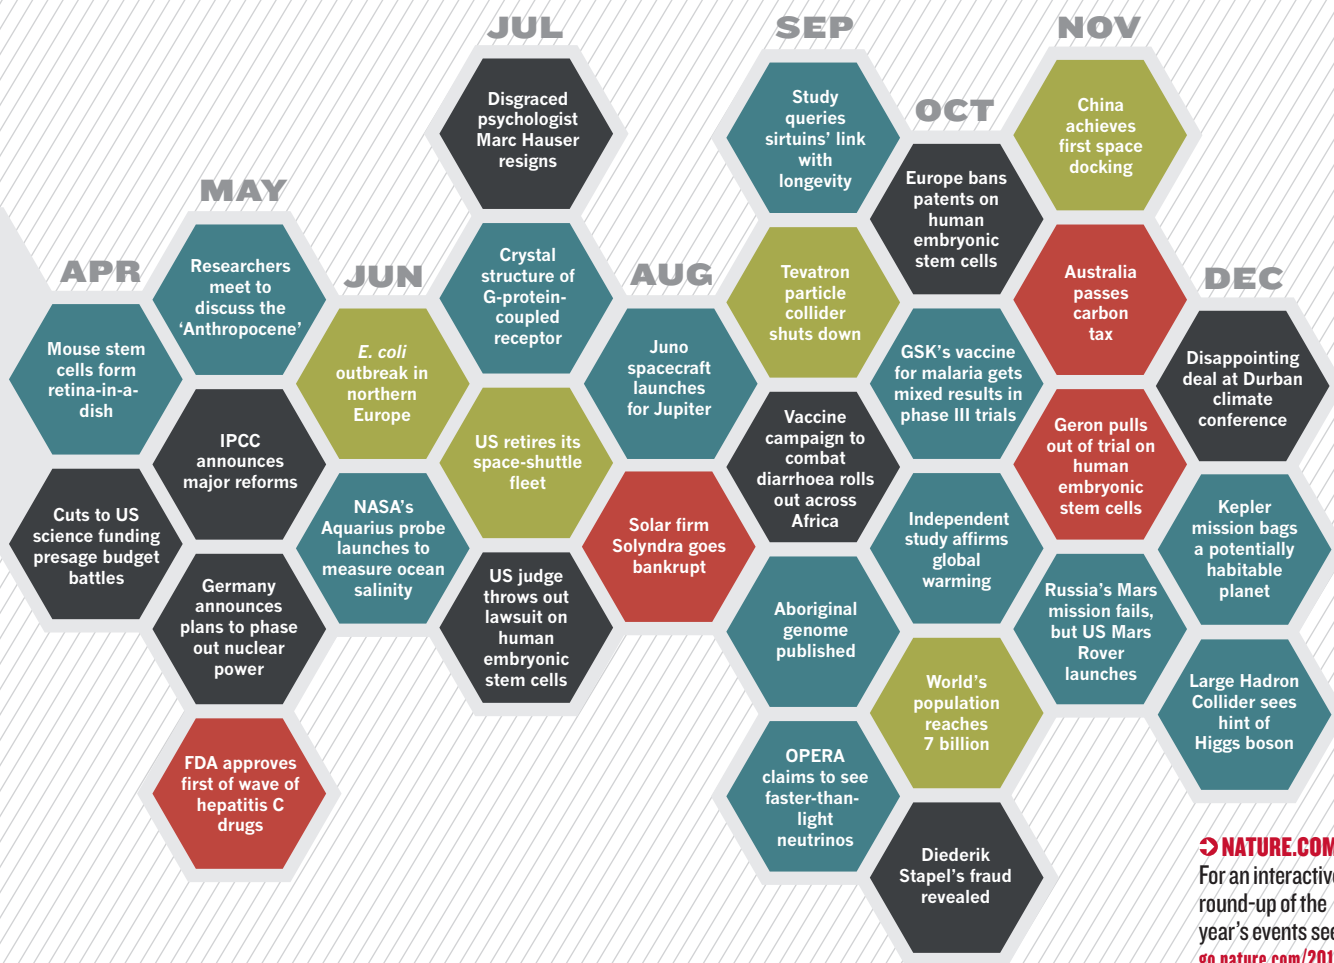 APR
Mouse stem
cells form
retina-in-a-
dish
Cuts to US
science funding
presage budget
battles
MAY
Researchers
meet to
discuss the
‘Anthropocene’
IPCC
announces
major reforms
Germany
announces
plans to phase
out nuclear
power
FDA approves
first of wave of
hepatitis C
drugs
JUN
E. coli
outbreak in
northern
Europe
NASA’s
Aquarius probe
launches to
measure ocean
salinity
JUL
Disgraced
psychologist
Marc Hauser
resigns
Crystal
structure of
G-protein-
coupled
receptor
US retires its
space-shuttle
fleet
US judge
throws out
lawsuit on
human
embryonic
stem cells
AUG
Juno
spacecraft
launches
for Jupiter
Solar firm
Solyndra goes
bankrupt
SEP
Study
queries
sirtuins’ link
with
longevity
Tevatron
particle
collider
shuts down
Vaccine
campaign to
combat
diarrhoea rolls
out across
Africa
Aboriginal
genome
published
OPERA
claims to see
faster-than-
light
neutrinos
OCT
Europe bans
patents on
human
embryonic
stem cells
GSK’s vaccine
for malaria gets
mixed results in
phase III trials
Independent
study affirms
global
warming
World’s
population
reaches
7 billion
Diederik
Stapel’s fraud
revealed
NOV
China
achieves
first space
docking
Australia
passes
carbon
tax
Geron pulls
out of trial on
human
embryonic
stem cells
Russia’s Mars
mission fails,
but US Mars
Rover
launches
DEC
Disappointing
deal at Durban
climate
conference
Kepler
mission bags
a potentially
habitable
planet
Large Hadron
Collider sees
hint of
Higgs boson
NATURE.COM
For an interactive
round-up of the
year’s events see
go.nature.com/201